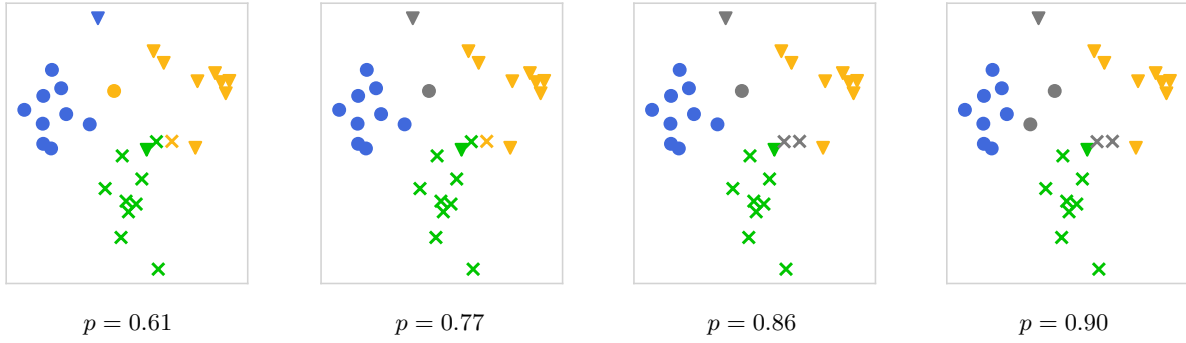 p = 0.61
p = 0.77
p = 0.86
p = 0.90